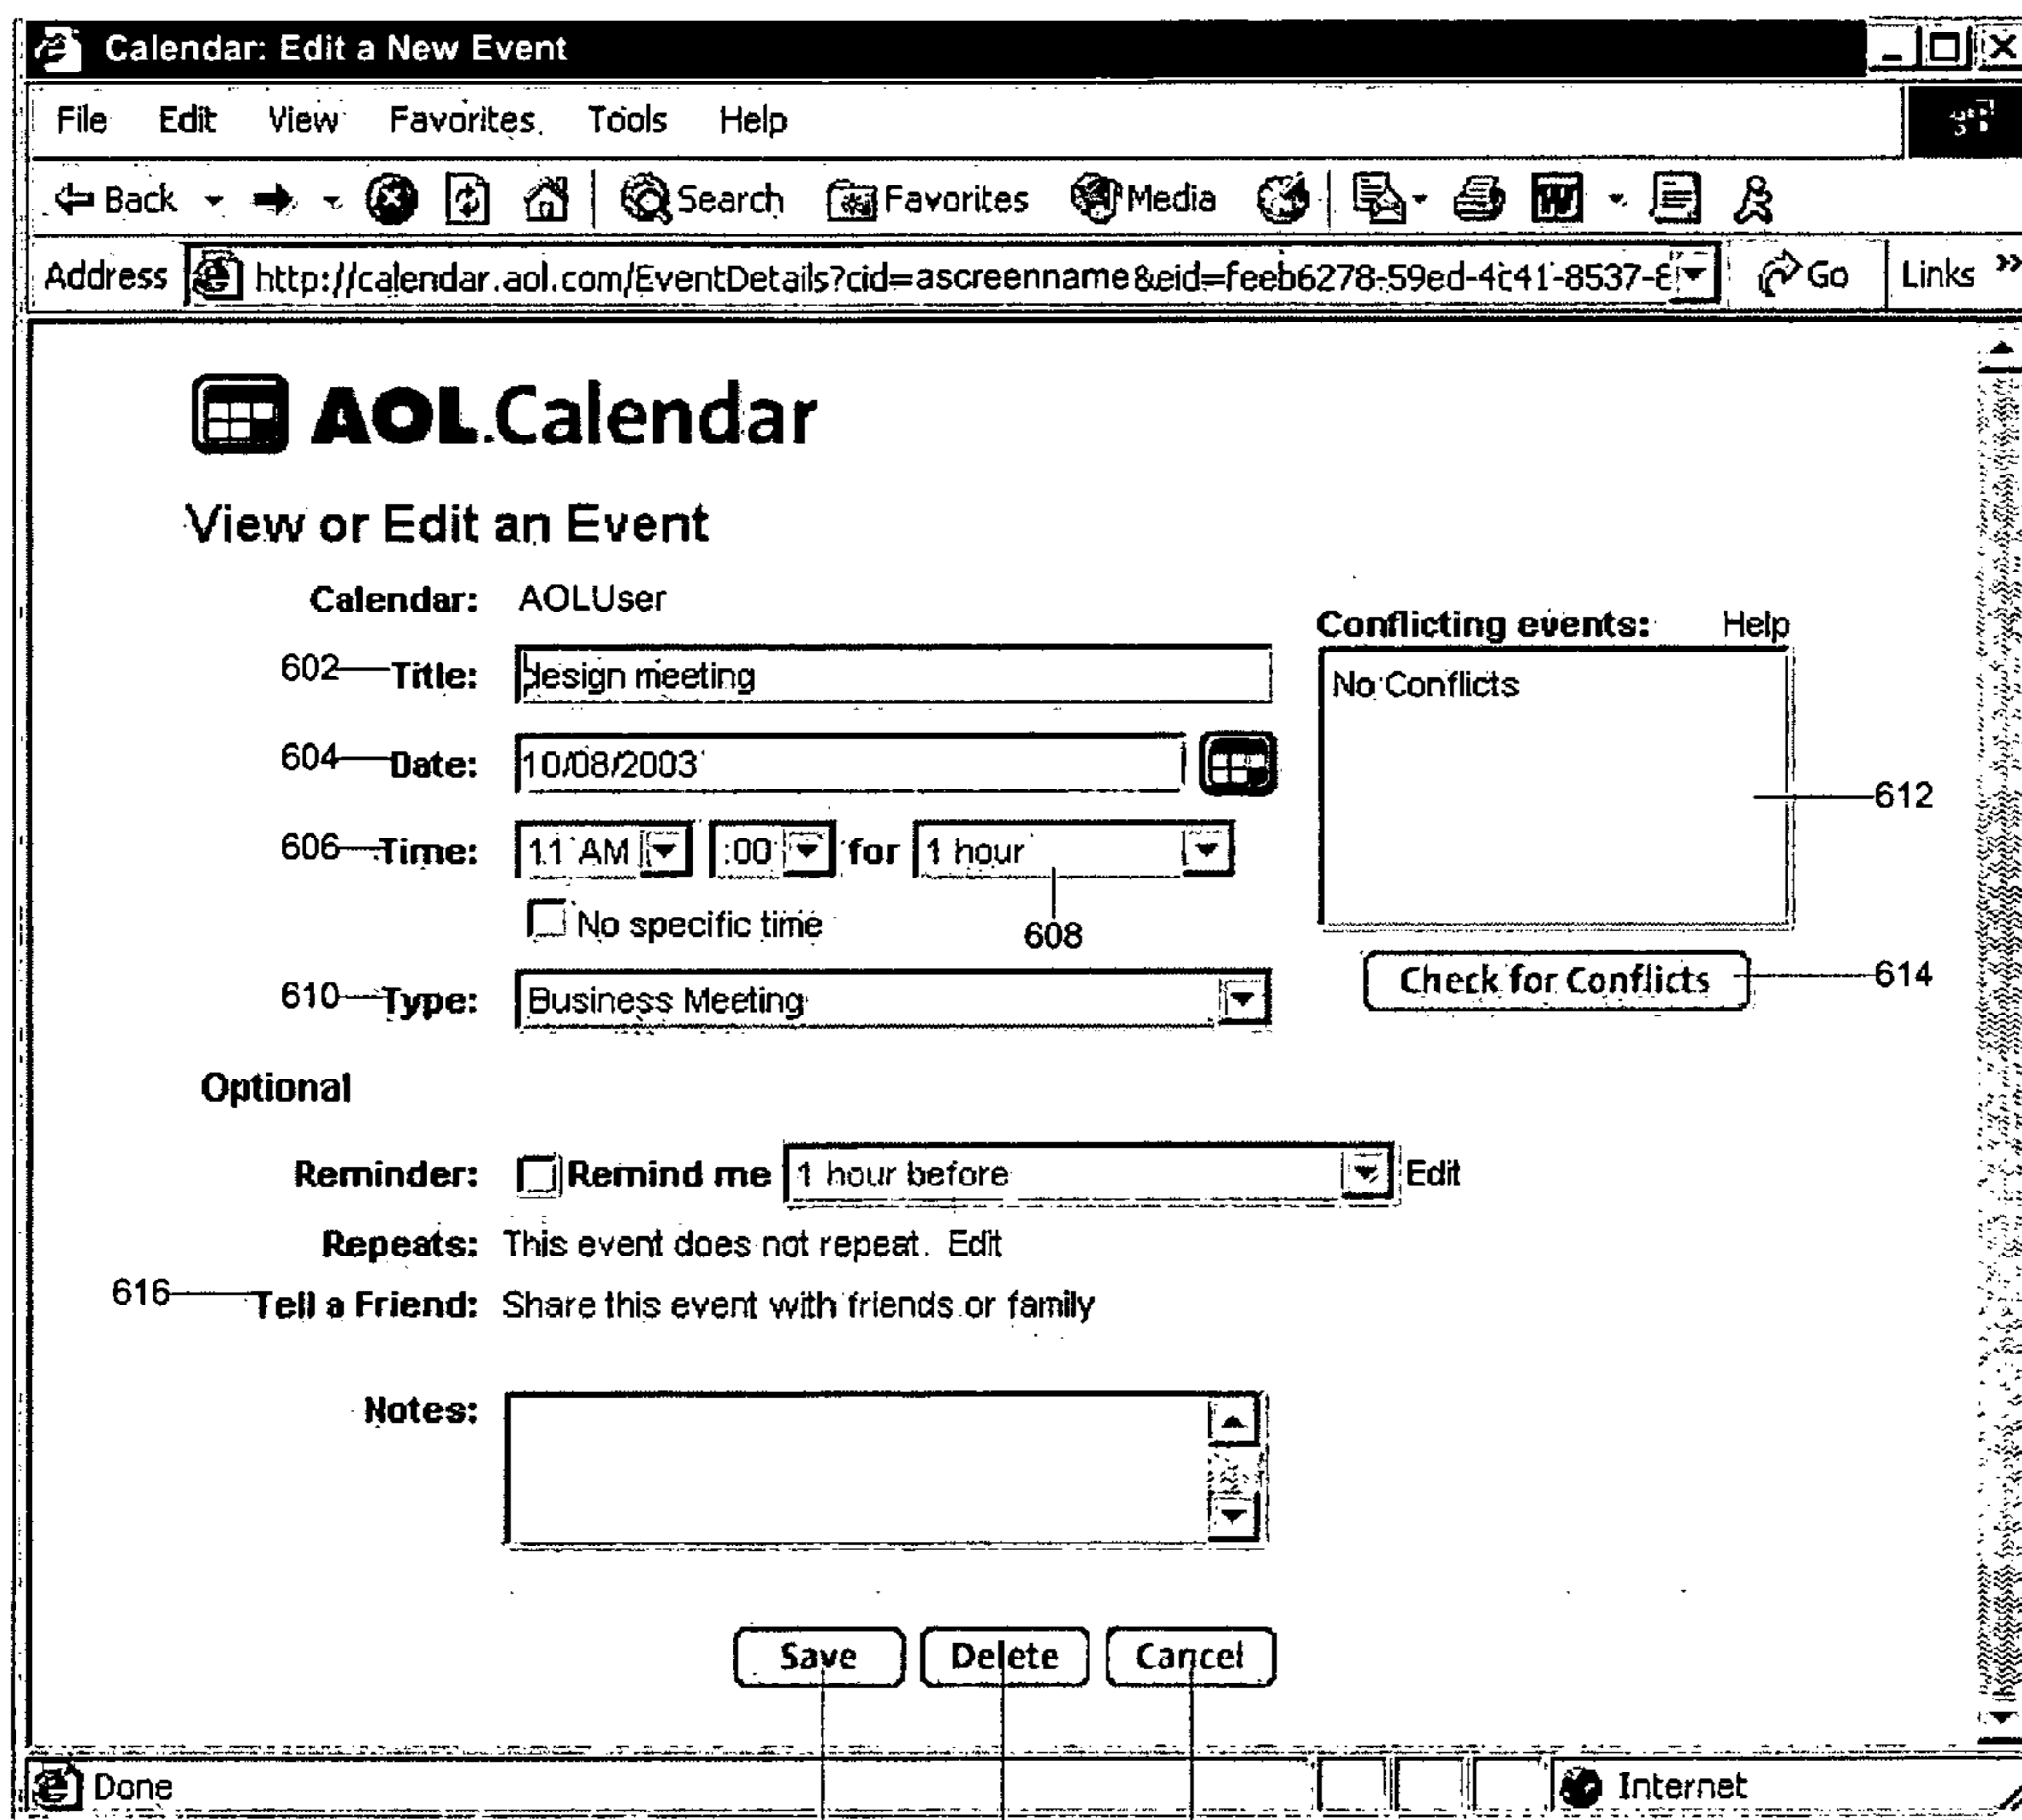 Calendar: Edit a New Event
File Edit View Favorites Tools Help
Back Search Favorites Media
Address http://calendar.aol.com/EventDetails?cid=ascreenname&eid=feeb6278-59ed-4c41-8537-8 Go Links »
AOL.Calendar
View or Edit an Event
Calendar: AOLUser
Conflicting events: Help
602 Title: design meeting
No Conflicts
604 Date: 10/08/2003
612
606 Time: 11 AM :00 for 1 hour
No specific time
608
Check for Conflicts 614
610 Type: Business Meeting
Optional
Reminder: Remind me 1 hour before Edit
Repeats: This event does not repeat. Edit
616 Tell a Friend: Share this event with friends or family
Notes:
Save Delete Cancel
Done Internet